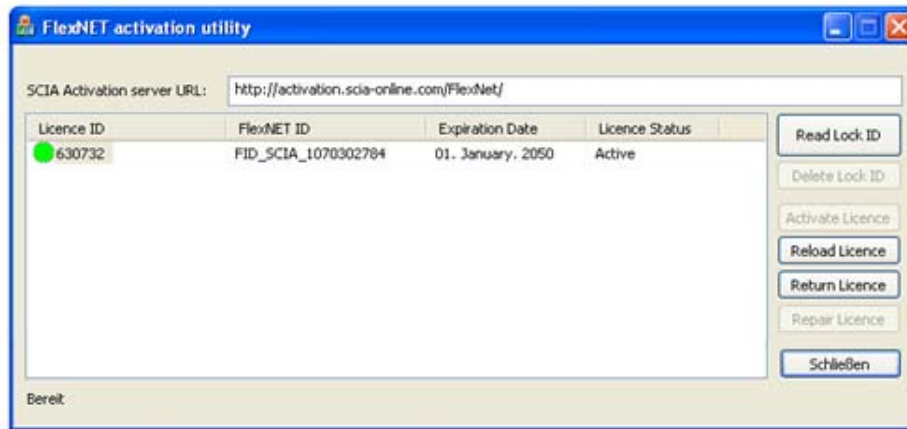 FlexNET activation utility
SCIA Activation server URL: http://activation.scia-online.com/FlexNet/
Licence ID FlexNET ID Expiration Date Licence Status
630732 FID_SCIA_1070302784 01. January. 2050 Active
Read Lock ID
Delete Lock ID
Activate Licence
Reload Licence
Return Licence
Repair Licence
Schließen
Bereit